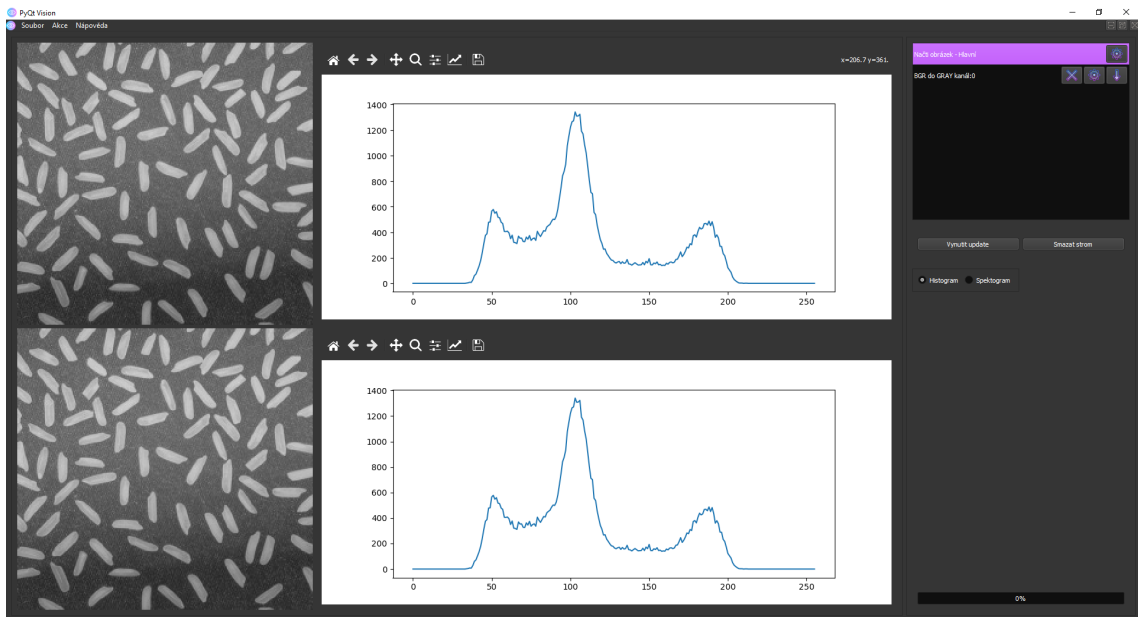 PyQt Vision
Soubor Akce Nápověda
x=206.7 y=361.
1400
1200
1000
800
600
400
200
0
0 50 100 150 200 250
1400
1200
1000
800
600
400
200
0
0 50 100 150 200 250
Načti obrázek - Hlavní
BGR do GRAY kanál:0
Vynutit update Smazat strom
Histogram Spektogram
0%